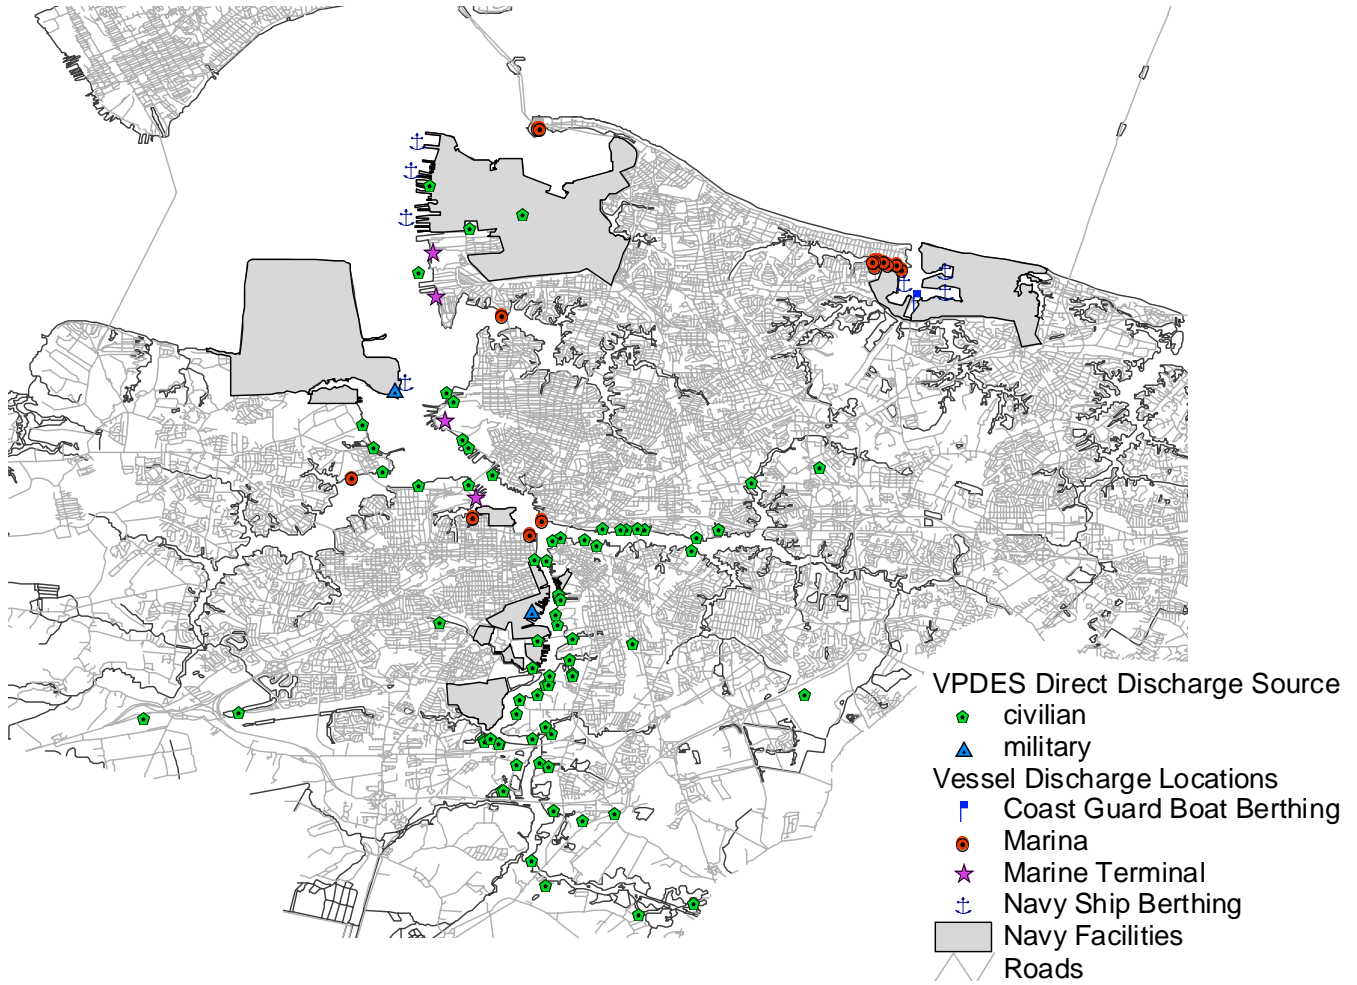 VPDES Direct Discharge Source
civilian
military
Vessel Discharge Locations
Coast Guard Boat Berthing
Marina
Marine Terminal
Navy Ship Berthing
Navy Facilities
Roads